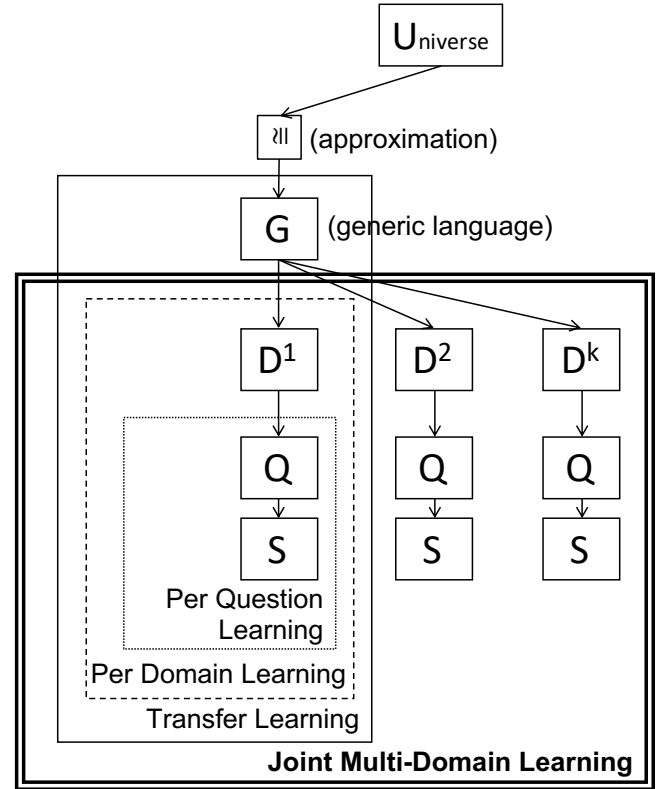 Universe
≈ (approximation)
G (generic language)
D¹ D² Dᵏ
Q Q Q
S S S
Per Question
Learning
Per Domain Learning
Transfer Learning
Joint Multi-Domain Learning